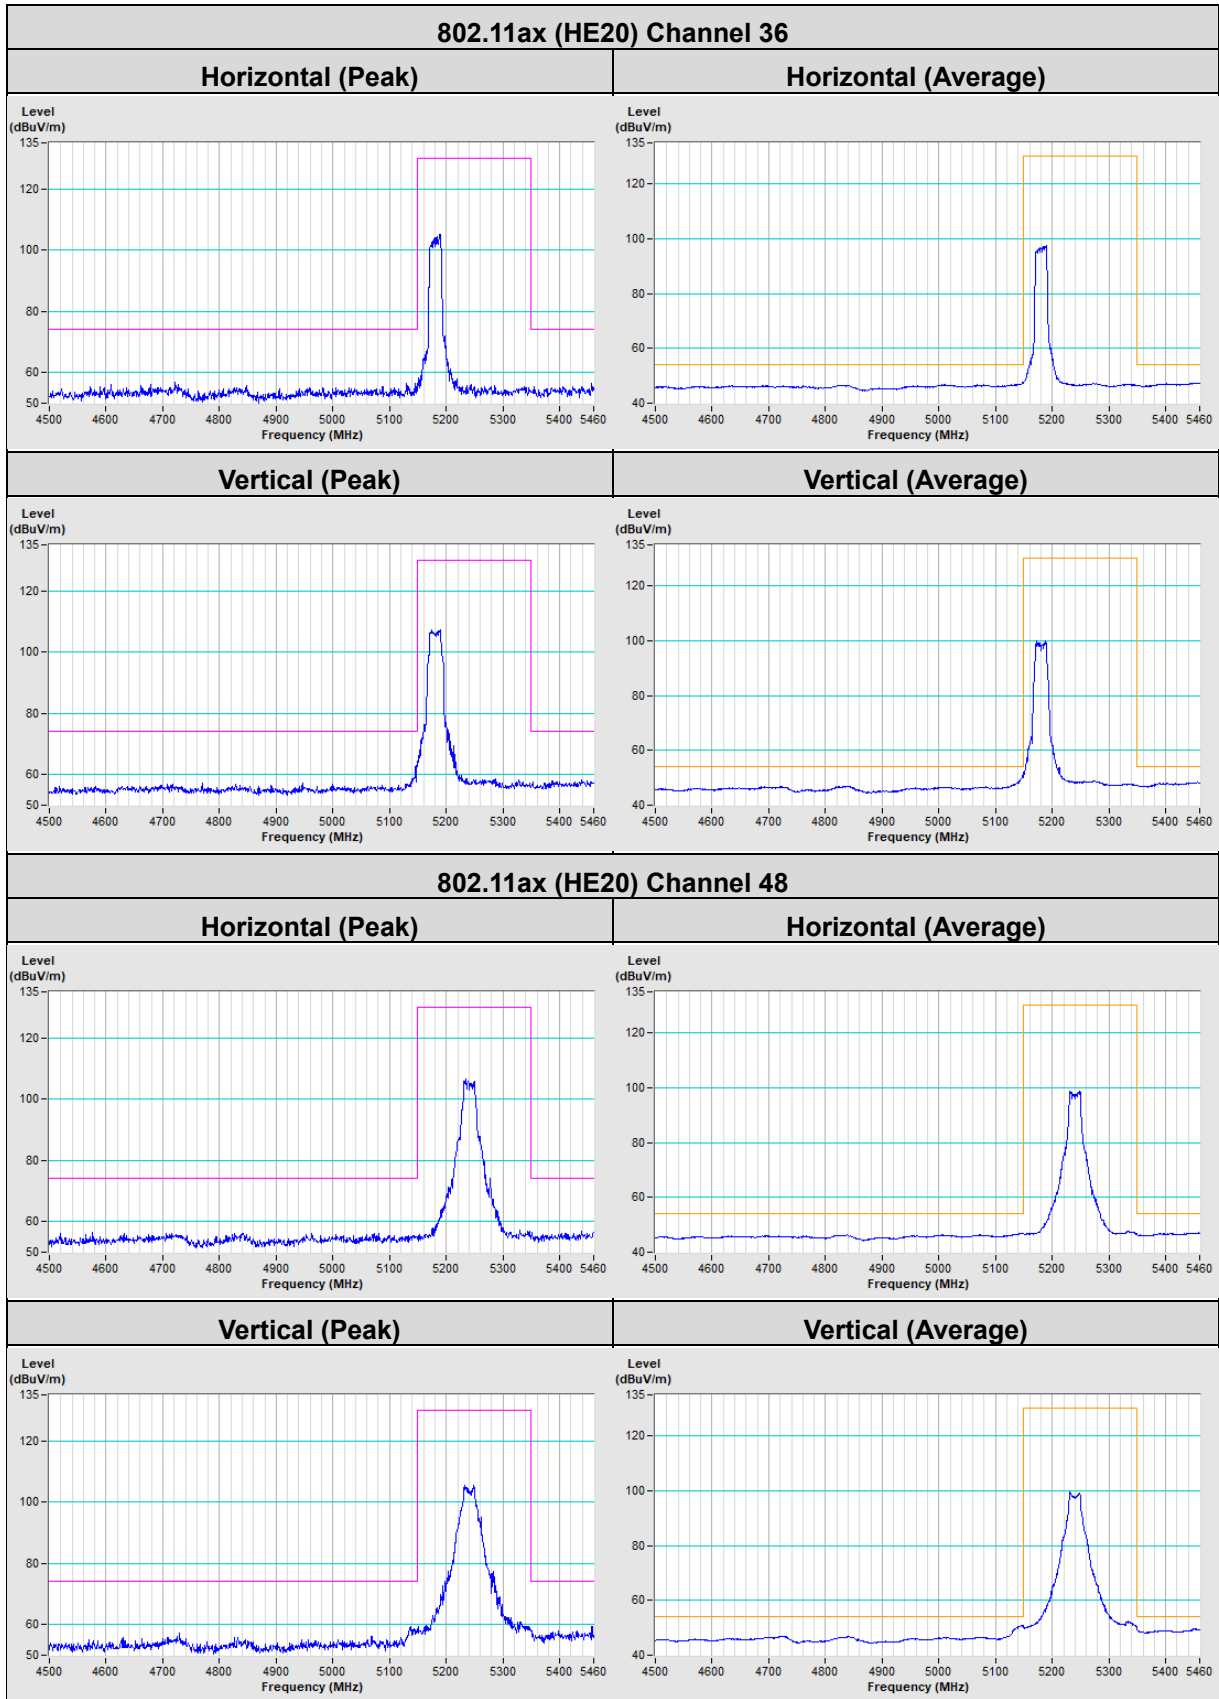 802.11ax (HE20) Channel 36
Horizontal (Peak) Horizontal (Average)
Level
(dBuV/m)
135
120
100
80
60
50
4500 4600 4700 4800 4900 5000 5100 5200 5300 5400 5460
Frequency (MHz)
Level
(dBuV/m)
135
120
100
80
60
40
4500 4600 4700 4800 4900 5000 5100 5200 5300 5400 5460
Frequency (MHz)
Vertical (Peak) Vertical (Average)
Level
(dBuV/m)
135
120
100
80
60
50
4500 4600 4700 4800 4900 5000 5100 5200 5300 5400 5460
Frequency (MHz)
Level
(dBuV/m)
135
120
100
80
60
40
4500 4600 4700 4800 4900 5000 5100 5200 5300 5400 5460
Frequency (MHz)
802.11ax (HE20) Channel 48
Horizontal (Peak) Horizontal (Average)
Level
(dBuV/m)
135
120
100
80
60
50
4500 4600 4700 4800 4900 5000 5100 5200 5300 5400 5460
Frequency (MHz)
Level
(dBuV/m)
135
120
100
80
60
40
4500 4600 4700 4800 4900 5000 5100 5200 5300 5400 5460
Frequency (MHz)
Vertical (Peak) Vertical (Average)
Level
(dBuV/m)
135
120
100
80
60
50
4500 4600 4700 4800 4900 5000 5100 5200 5300 5400 5460
Frequency (MHz)
Level
(dBuV/m)
135
120
100
80
60
40
4500 4600 4700 4800 4900 5000 5100 5200 5300 5400 5460
Frequency (MHz)